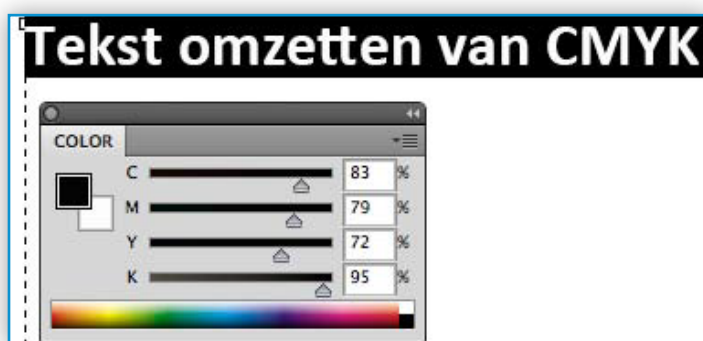 Tekst omzetten van CMYK
COLOR
C 83 %
M 79 %
Y 72 %
K 95 %